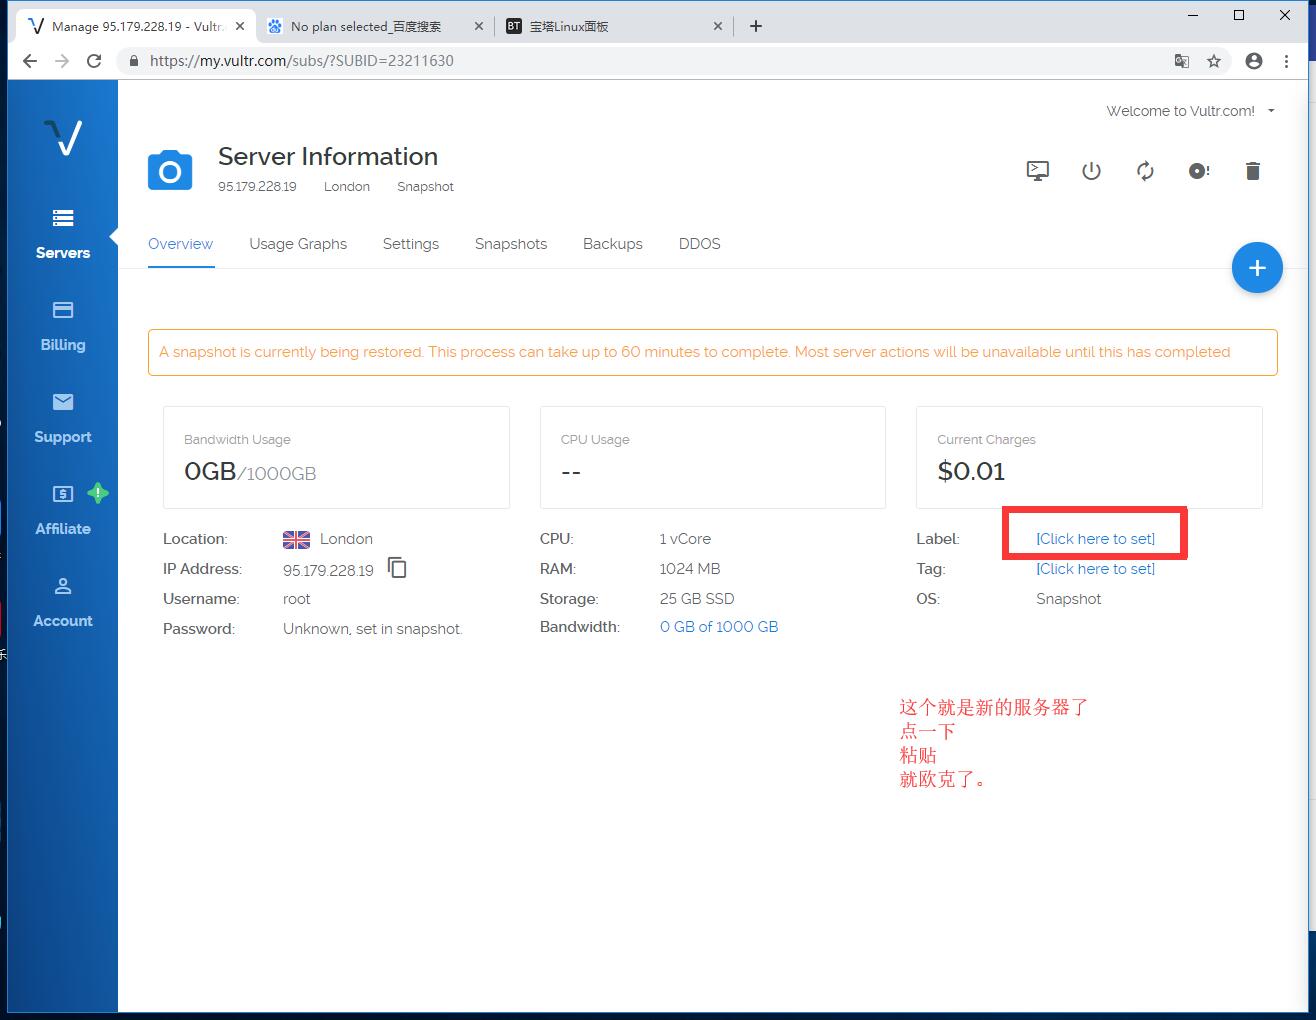 Manage 95.179.228.19 - Vultr.
No plan selected_百度搜索
BT 宝塔Linux面板
https://my.vultr.com/subs/?SUBID=23211630
Welcome to Vultr.com!
Server Information
95.179.228.19 London Snapshot
Servers
Billing
Support
Affiliate
Account
Overview Usage Graphs Settings Snapshots Backups DDOS
A snapshot is currently being restored. This process can take up to 60 minutes to complete. Most server actions will be unavailable until this has completed
Bandwidth Usage
0GB/1000GB
CPU Usage
--
Current Charges
$0.01
Location: London
IP Address: 95.179.228.19
Username: root
Password: Unknown, set in snapshot.
CPU: 1 vCore
RAM: 1024 MB
Storage: 25 GB SSD
Bandwidth: 0 GB of 1000 GB
Label: [Click here to set]
Tag: [Click here to set]
OS: Snapshot
这个就是新的服务器了
点一下
粘贴
就欧克了。